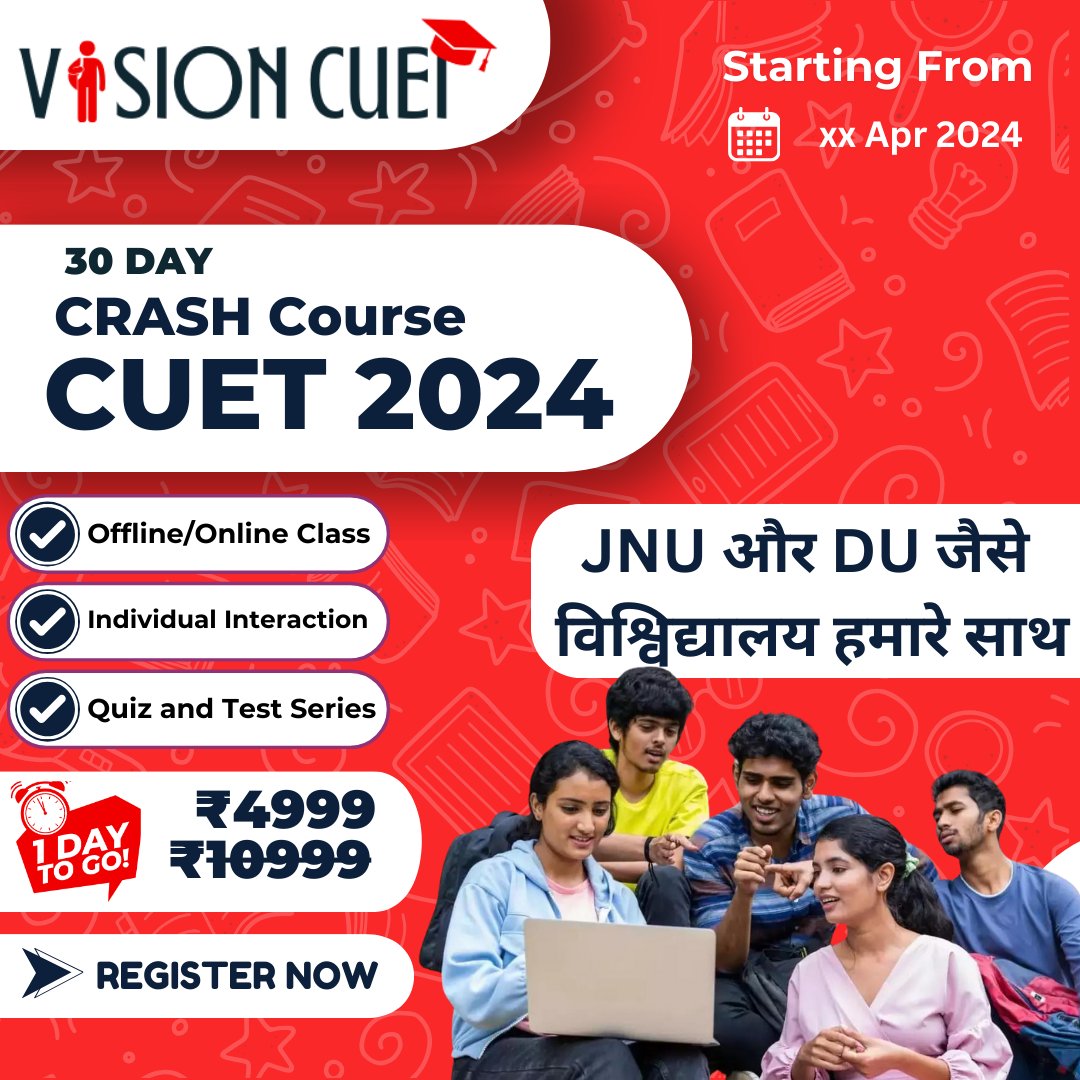 VISION CUET
Starting From
xx Apr 2024
30 DAY
CRASH Course
CUET 2024
Offline/Online Class
Individual Interaction
Quiz and Test Series
JNU और DU जैसे
विश्विद्यालय हमारे साथ
1 DAY
TO GO!
₹4999
₹10999
REGISTER NOW